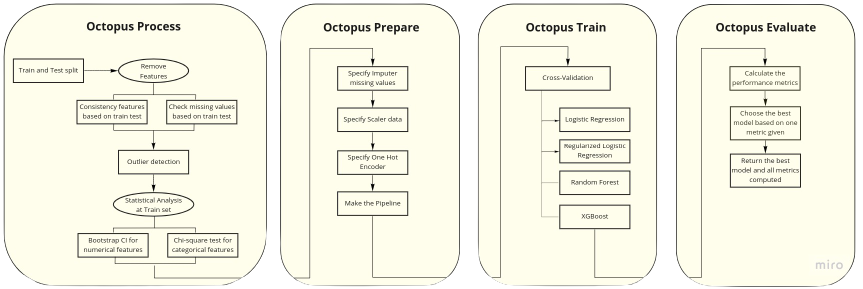 Octopus Process
Train and Test split
Remove
Features
Consistency features
based on train test
Check missing values
based on train test
Outlier detection
Statistical Analysis
at Train set
Bootstrap CI for
numerical features
Chi-square test for
categorical features
Octopus Prepare
Specify Imputer
missing values
Specify Scaler data
Specify One Hot
Encoder
Make the Pipeline
Octopus Train
Cross-Validation
Logistic Regression
Regularized Logistic
Regression
Random Forest
XGBoost
Octopus Evaluate
Calculate the
performance metrics
Choose the best
model based on one
metric given
Return the best
model and all metrics
computed
miro